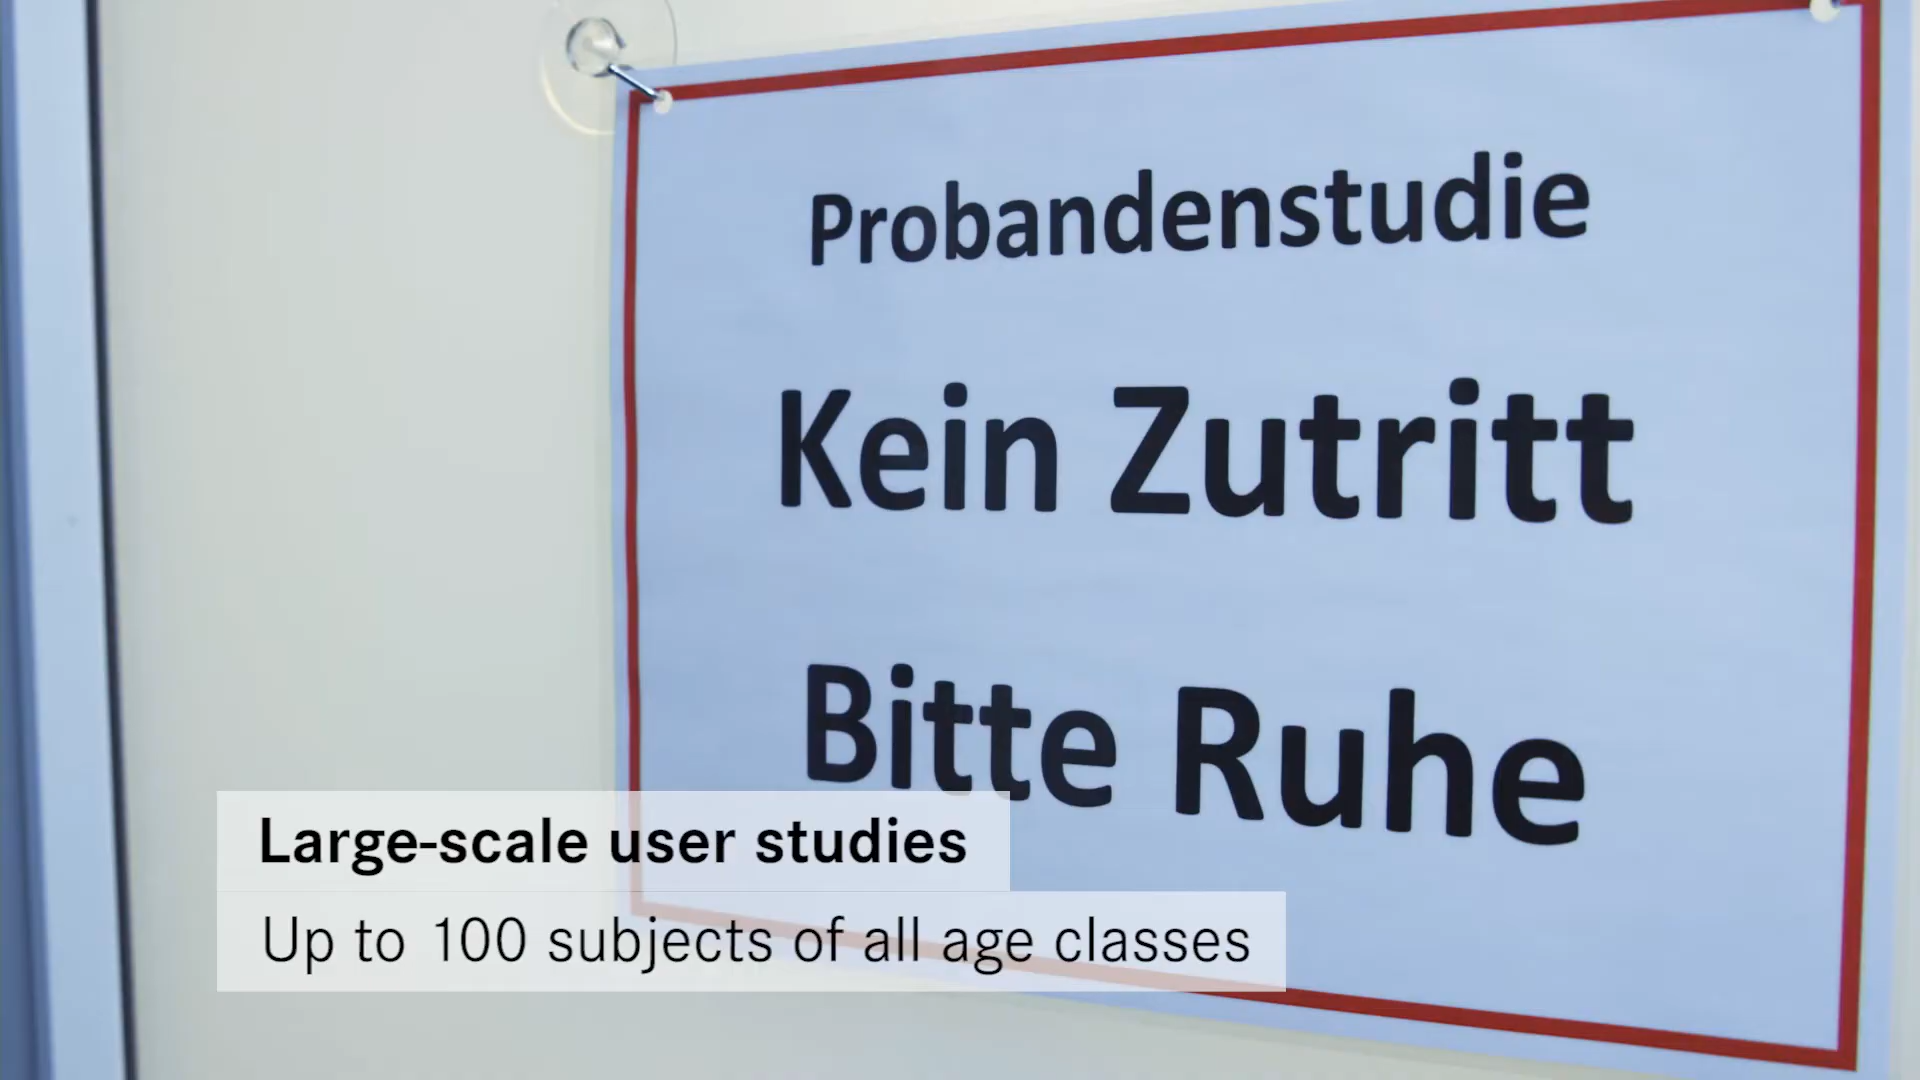 Probandenstudie
Kein Zutritt
Bitte Ruhe
Large-scale user studies
Up to 100 subjects of all age classes